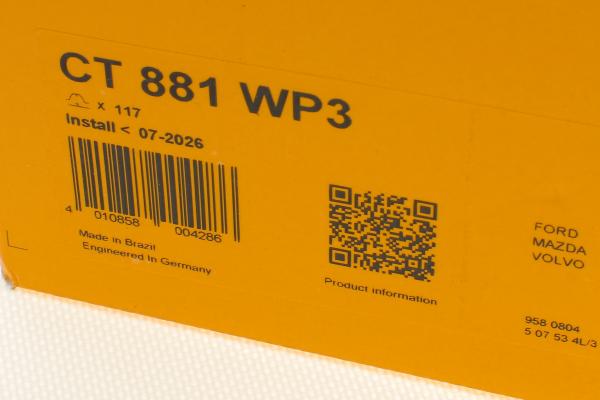 CT 881 WP3
x 117
Install < 07-2026
4 010858 004286
Made in Brazil
Engineered In Germany
Product information
FORD
MAZDA
VOLVO
958 0804
5 07 53 4L/3